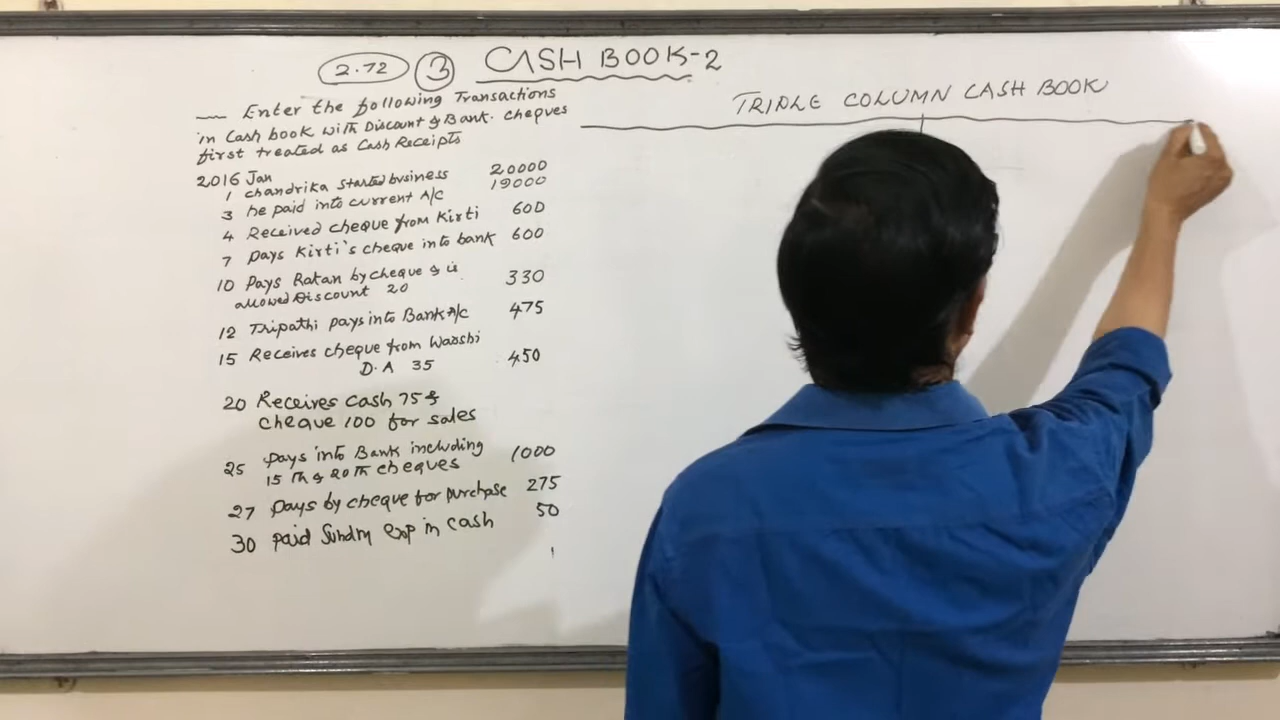 2.72 3 CASH BOOK-2
Enter the following Transactions
in Cash book with Discount & Bank. cheques
first treated as Cash Receipts
2016 Jan
1 chandrika started business 20000
3 he paid into current A/C 19000
4 Received cheque from Kirti 600
7 pays Kirti's cheque into bank 600
10 Pays Ratan by cheque & is
allowed Discount 20 330
12 Tripathi pays into Bank A/c 475
15 Receives cheque from Warshi
D.A 35 450
20 Receives cash 75 &
cheque 100 for sales
25 pays into Bank including 1000
15 Th & 20 Th cheques
27 pays by cheque for purchase 275
30 paid Sundry exp in cash 50
TRIPLE COLUMN CASH BOOK